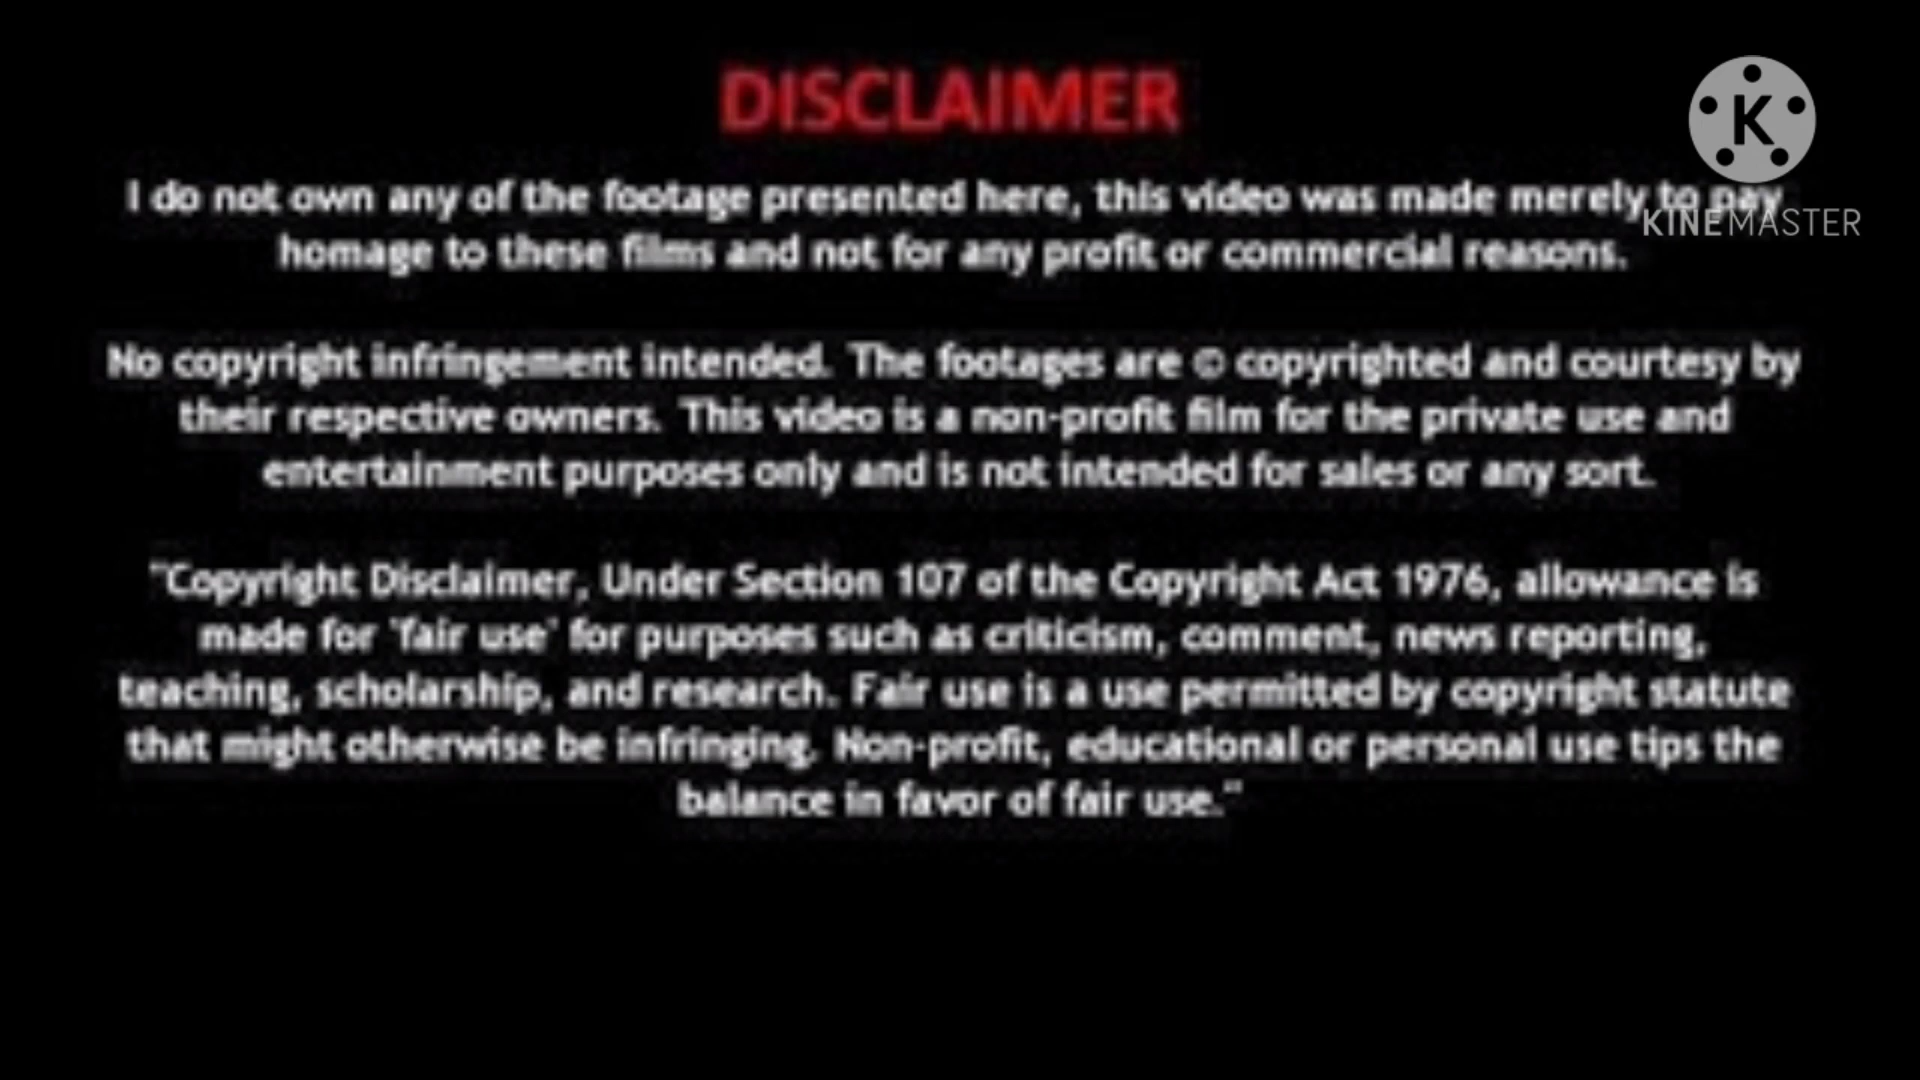 DISCLAIMER
I do not own any of the footage presented here, this video was made merely to pay
KINEMASTER
homage to these films and not for any profit or commercial reasons.
No copyright infringement intended. The footages are © copyrighted and courtesy by
their respective owners. This video is a non-profit film for the private use and
entertainment purposes only and is not intended for sales or any sort.
"Copyright Disclaimer, Under Section 107 of the Copyright Act 1976, allowance is
made for 'fair use' for purposes such as criticism, comment, news reporting,
teaching, scholarship, and research. Fair use is a use permitted by copyright statute
that might otherwise be infringing. Non-profit, educational or personal use tips the
balance in favor of fair use."